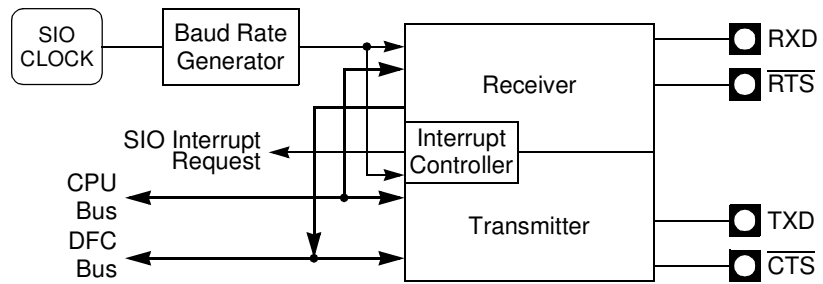 SIO
CLOCK
Baud Rate
Generator
Receiver
RXD
RTS
SIO Interrupt
Request
Interrupt
Controller
CPU
Bus
Transmitter
TXD
DFC
Bus
CTS